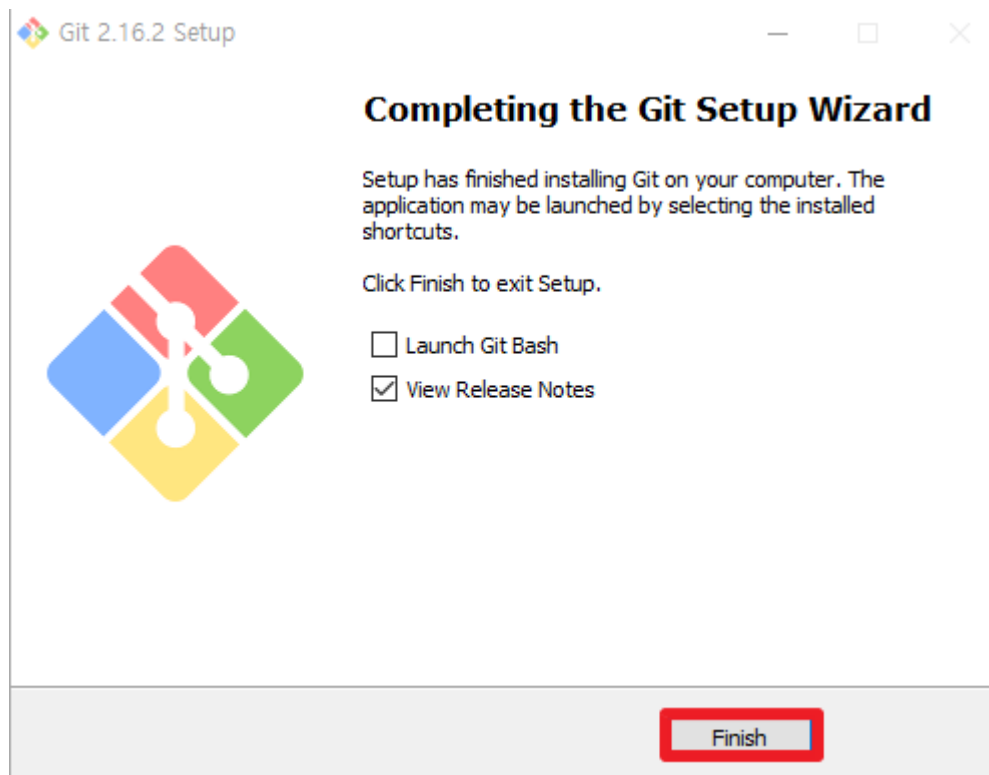 Git 2.16.2 Setup
Completing the Git Setup Wizard
Setup has finished installing Git on your computer. The
application may be launched by selecting the installed
shortcuts.
Click Finish to exit Setup.
Launch Git Bash
View Release Notes
Finish